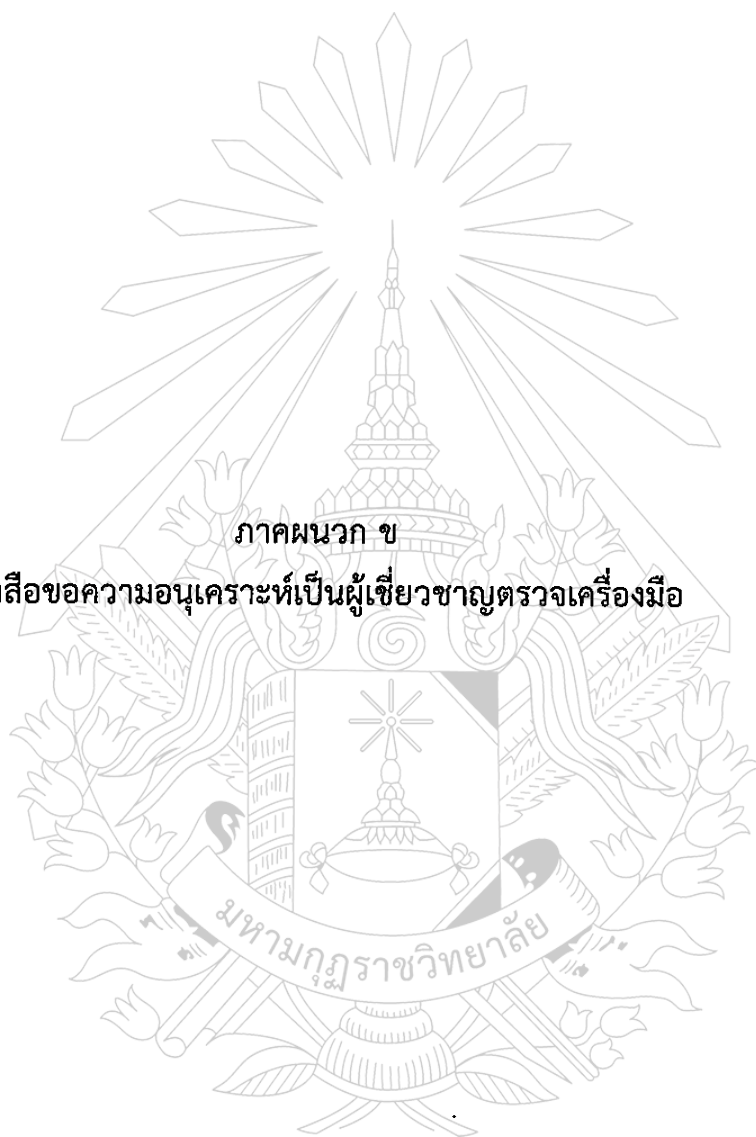 ภาคผนวก ข
สือขอความอนุเคราะห์เป็นผู้เชี่ยวชาญตรวจเครื่องมือ
มหามกุฏราชวิทยาลัย